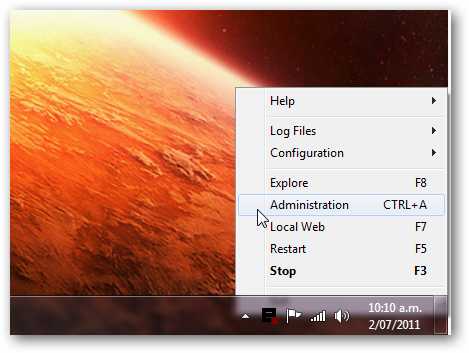 Help
Log Files
Configuration
Explore F8
Administration CTRL+A
Local Web F7
Restart F5
Stop F3
10:10 a.m.
2/07/2011